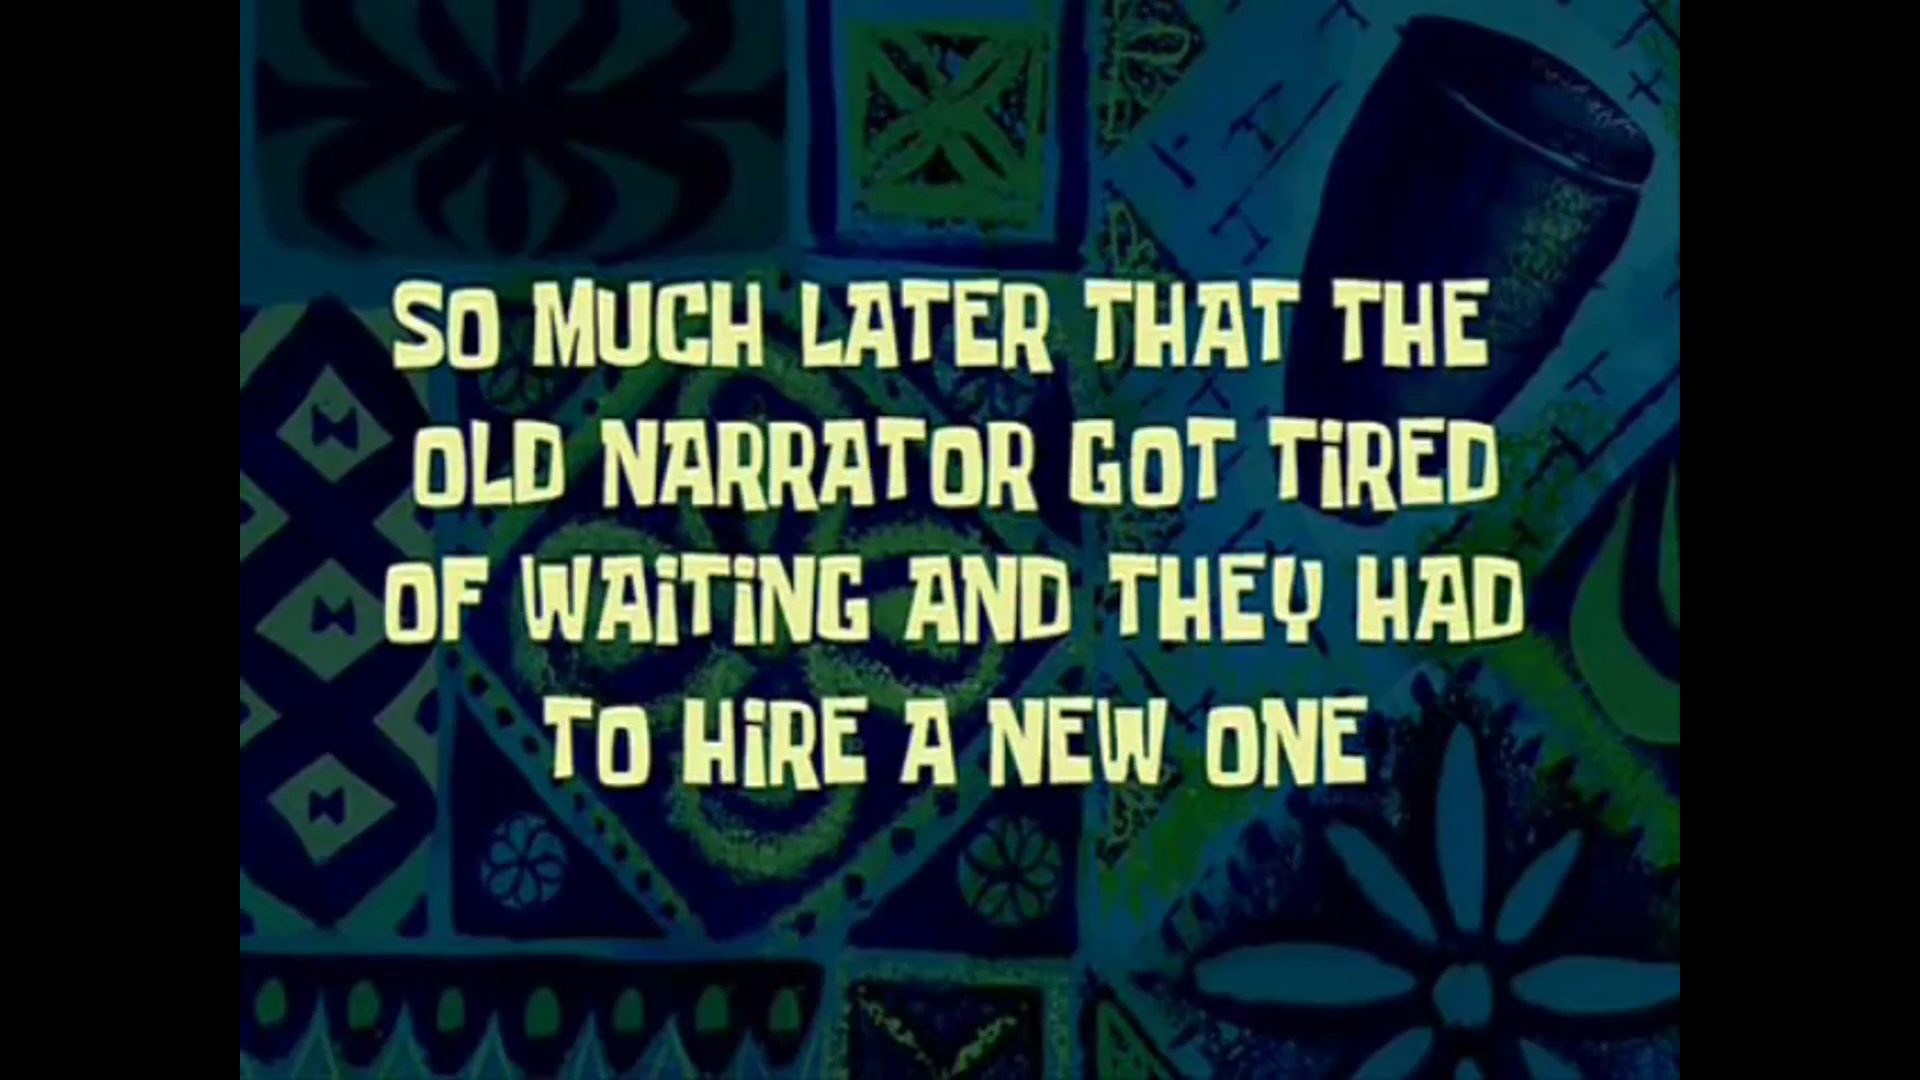 SO MUCH LATER THAT THE
OLD NARRATOR GOT TiRED
OF WAiTiNG AND THEY HAD
TO HiRE A NEW ONE